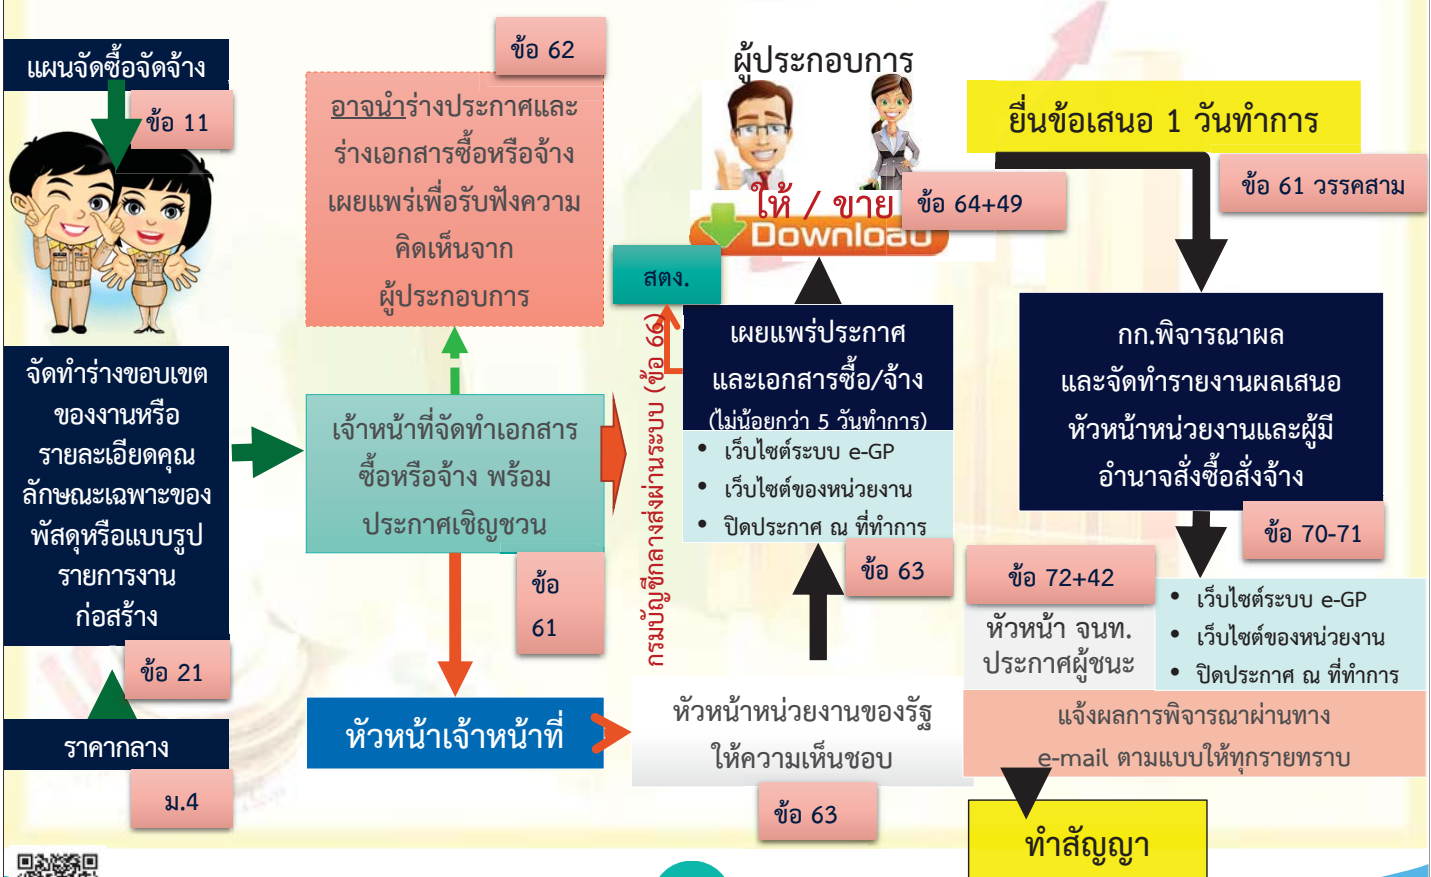 แผนจัดซื้อจัดจ้าง
ข้อ 11
จัดทำร่างขอบเขต
ของงานหรือ
รายละเอียดคุณ
ลักษณะเฉพาะของ
พัสดุหรือแบบรูป
รายการงาน
ก่อสร้าง
ข้อ 21
ราคากลาง
ม.4
ข้อ 62
อาจนำร่างประกาศและ
ร่างเอกสารซื้อหรือจ้าง
เผยแพร่เพื่อรับฟังความ
คิดเห็นจาก
ผู้ประกอบการ
เจ้าหน้าที่จัดทำเอกสาร
ซื้อหรือจ้าง พร้อม
ประกาศเชิญชวน
ข้อ
61
หัวหน้าเจ้าหน้าที่
หัวหน้าหน่วยงานของรัฐ
ให้ความเห็นชอบ
ข้อ 63
กรมบัญชีกลางส่งผ่านระบบ (ข้อ 66)
สตง.
เผยแพร่ประกาศ
และเอกสารซื้อ/จ้าง
(ไม่น้อยกว่า 5 วันทำการ)
• เว็บไซต์ระบบ e-GP
• เว็บไซต์ของหน่วยงาน
• ปิดประกาศ ณ ที่ทำการ
ข้อ 63
ผู้ประกอบการ
ให้ / ขาย
Download
ข้อ 64+49
ยื่นข้อเสนอ 1 วันทำการ
ข้อ 61 วรรคสาม
กก.พิจารณาผล
และจัดทำรายงานผลเสนอ
หัวหน้าหน่วยงานและผู้มี
อำนาจสั่งซื้อสั่งจ้าง
ข้อ 70-71
ข้อ 72+42
หัวหน้า จนท.
ประกาศผู้ชนะ
• เว็บไซต์ระบบ e-GP
• เว็บไซต์ของหน่วยงาน
• ปิดประกาศ ณ ที่ทำการ
แจ้งผลการพิจารณาผ่านทาง
e-mail ตามแบบให้ทุกรายทราบ
ทำสัญญา